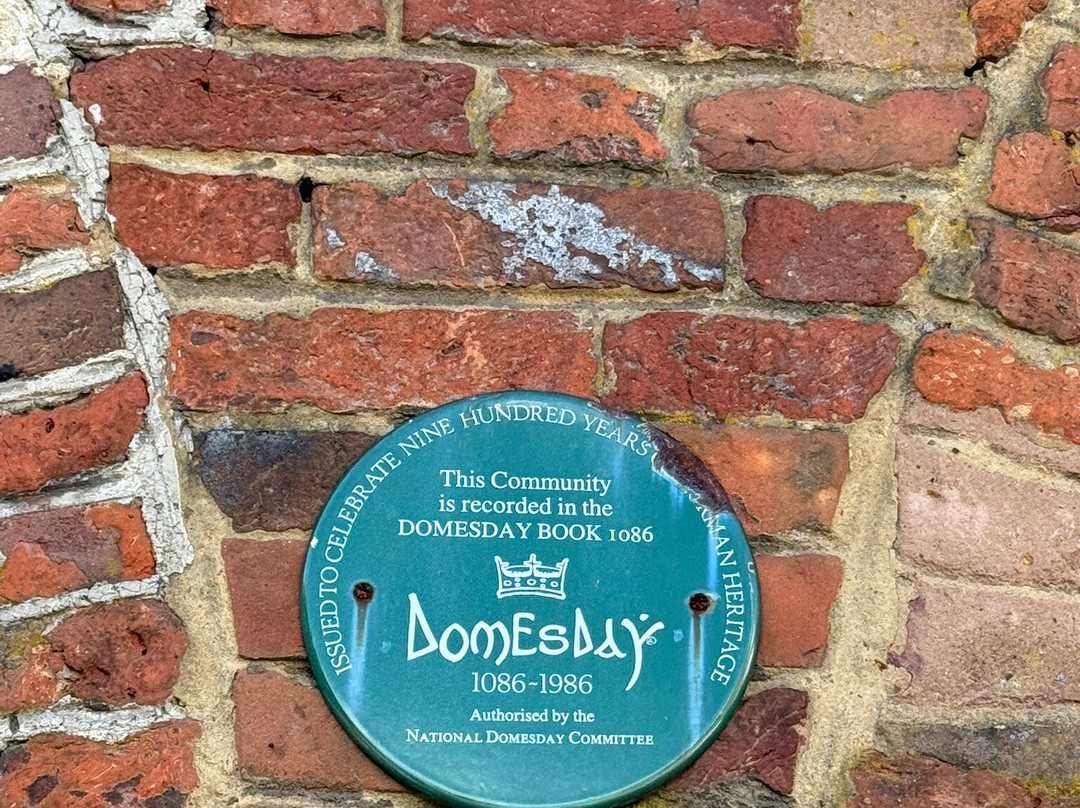 ISSUED TO CELEBRATE NINE HUNDRED YEARS RMAN HERITAGE
This Community
is recorded in the
DOMESDAY BOOK 1086
DOMESDAY
1086-1986
Authorised by the
NATIONAL DOMESDAY COMMITTEE